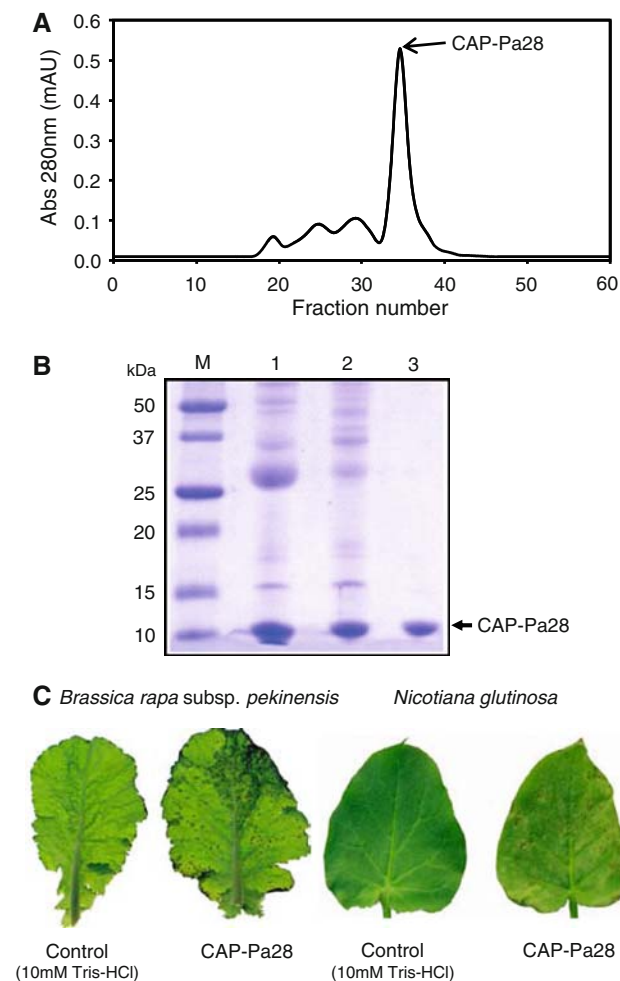 A
0.6
CAP-Pa28
0.5
0.4
0.3
0.2
0.1
0.0
Abs 280nm (mAU)
0 10 20 30 40 50 60
Fraction number
B
kDa M 1 2 3
50
37
25
20
15
10
CAP-Pa28
C Brassica rapa subsp. pekinensis Nicotiana glutinosa
Control CAP-Pa28 Control CAP-Pa28
(10mM Tris-HCl) (10mM Tris-HCl)